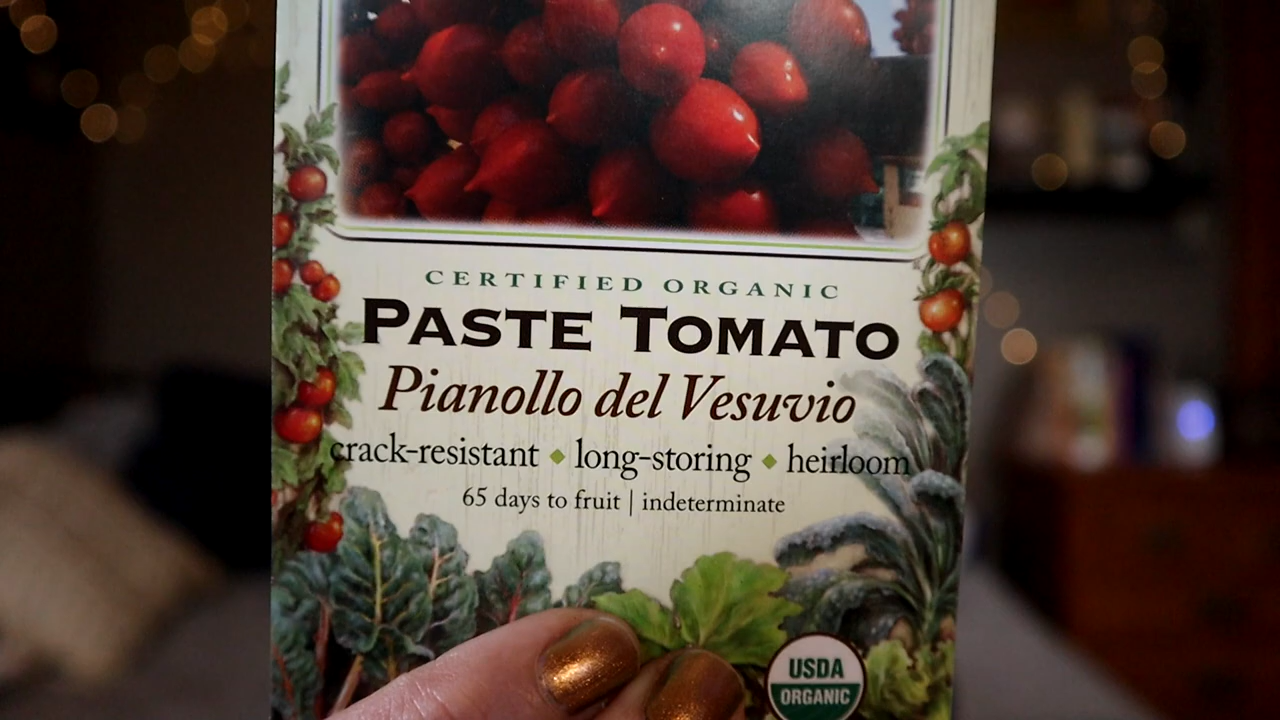 CERTIFIED ORGANIC
PASTE TOMATO
Pianollo del Vesuvio
crack-resistant ◆ long-storing ◆ heirloom
65 days to fruit | indeterminate
USDA
ORGANIC